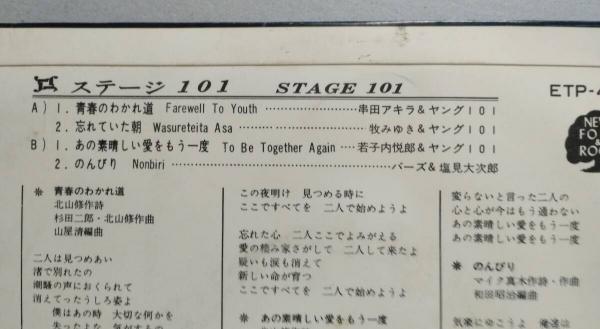 ステージ 101 STAGE 101
ETP-4
A) 1. 青春のわかれ道 Farewell To Youth ……………………串田アキラ&ヤング101
2. 忘れていた朝 Wasureteita Asa ……………………牧みゆき&ヤング101
B) 1. あの素晴しい愛をもう一度 To Be Together Again …若子内悦郎&ヤング101
2. のんびり Nonbiri ……………………バーズ&塩見大次郎
NEW
FO
&
ROC
* 青春のわかれ道
北山修作詩
杉田二郎・北山修作曲
山屋清編曲
二人は見つめあい
渚で別れたの
潮騒の声におくられて
消えてったうしろ姿よ
僕はあの時 大切な何かを
この夜明け 見つめる時に
ここですべてを 二人で始めようよ
忘れた心 二人ここでよみがえる
愛の棲み家さがして 二人して来たよ
疑いも涙も消えて
新しい命が育つ
ここですべてを 二人で始めようよ
* あの素晴しい愛をもう一度
変らないと言った二人の
心と心が今はもう通わない
あの素晴しい愛をもう一度
あの素晴しい愛をもう一度
* のんびり
マイク真木作詩・作曲
和田昭治編曲
気楽にゆこうよ 俺達は